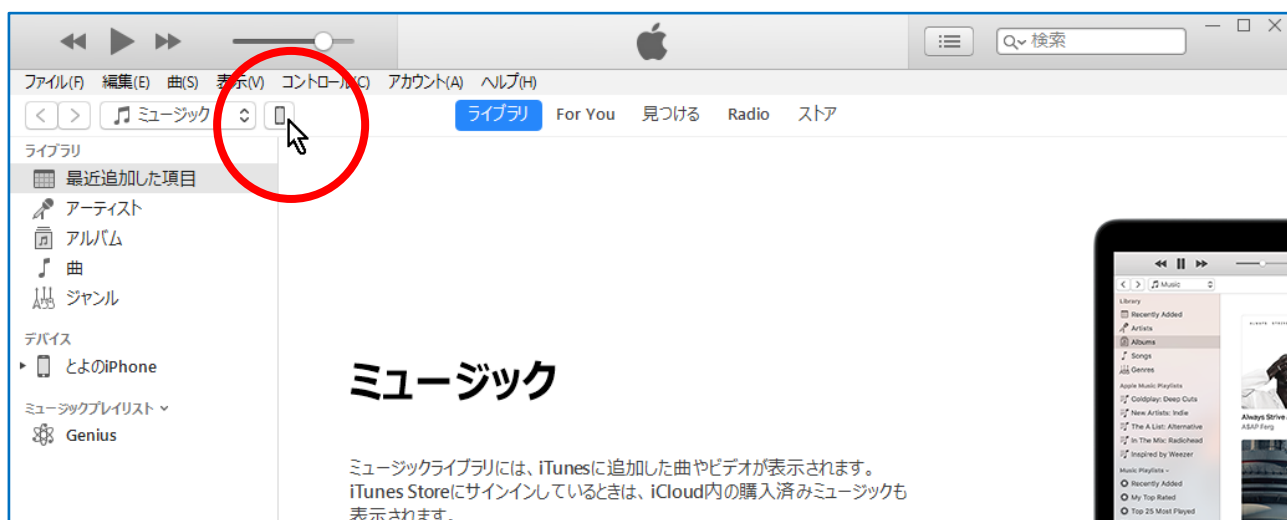 検索
ファイル(F) 編集(E) 曲(S) 表示(V) コントロール(C) アカウント(A) ヘルプ(H)
ミュージック
ライブラリ For You 見つける Radio ストア
ライブラリ
最近追加した項目
アーティスト
アルバム
曲
ジャンル
デバイス
とよのiPhone
ミュージックプレイリスト
Genius
ミュージック
ミュージックライブラリには、iTunesに追加した曲やビデオが表示されます。
iTunes Storeにサインインしているときは、iCloud内の購入済みミュージックも
表示されます。
Music
Library
Recently Added
Artists
Albums
Songs
Genres
Apple Music Playlists
Coldplay: Deep Cuts
New Artists: Indie
The A List: Alternative
In The Mix: Radiohead
Inspired by Weezer
Music Playlists
Recently Added
My Top Rated
Top 25 Most Played
Always Strive
A$AP Ferg